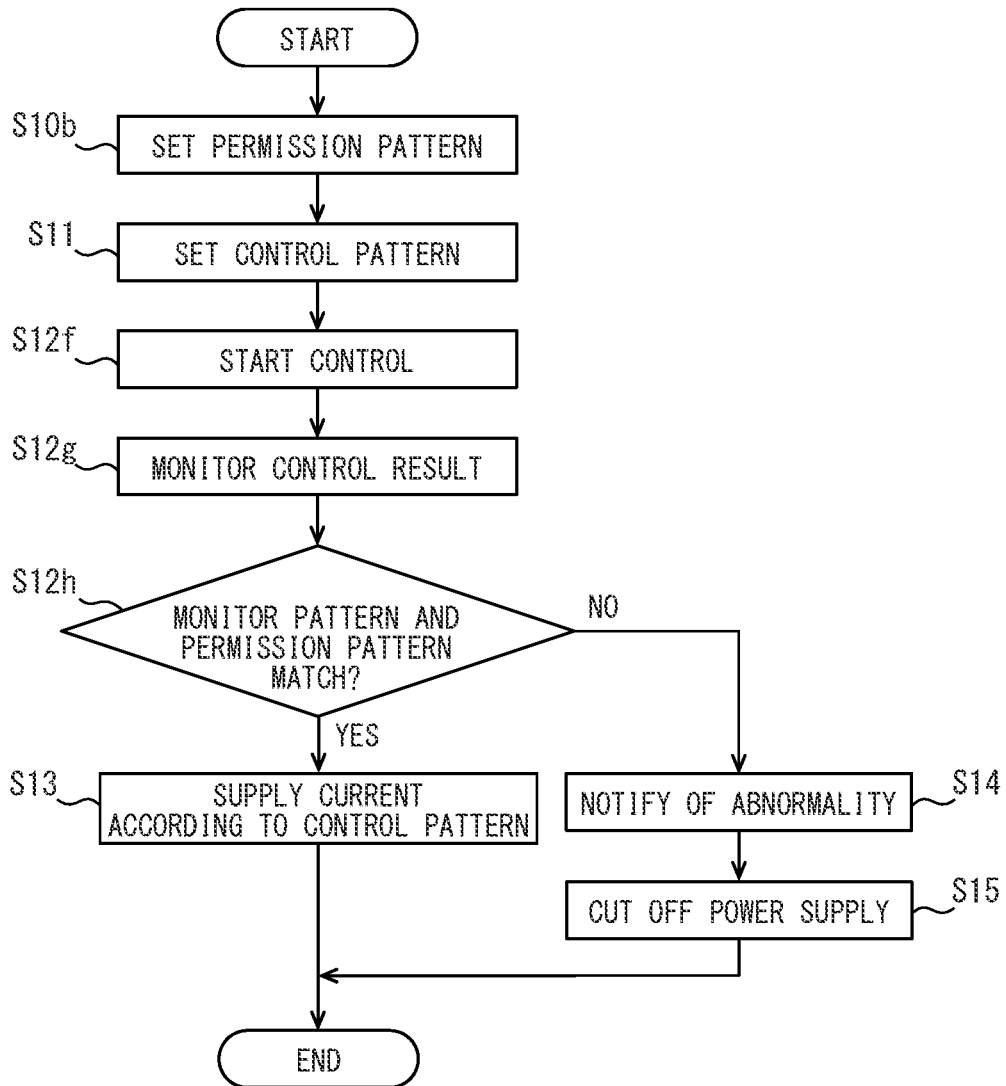 START
S10b
SET PERMISSION PATTERN
S11
SET CONTROL PATTERN
S12f
START CONTROL
S12g
MONITOR CONTROL RESULT
S12h
MONITOR PATTERN AND
PERMISSION PATTERN
MATCH?
NO
YES
S13
SUPPLY CURRENT
ACCORDING TO CONTROL PATTERN
S14
NOTIFY OF ABNORMALITY
S15
CUT OFF POWER SUPPLY
END